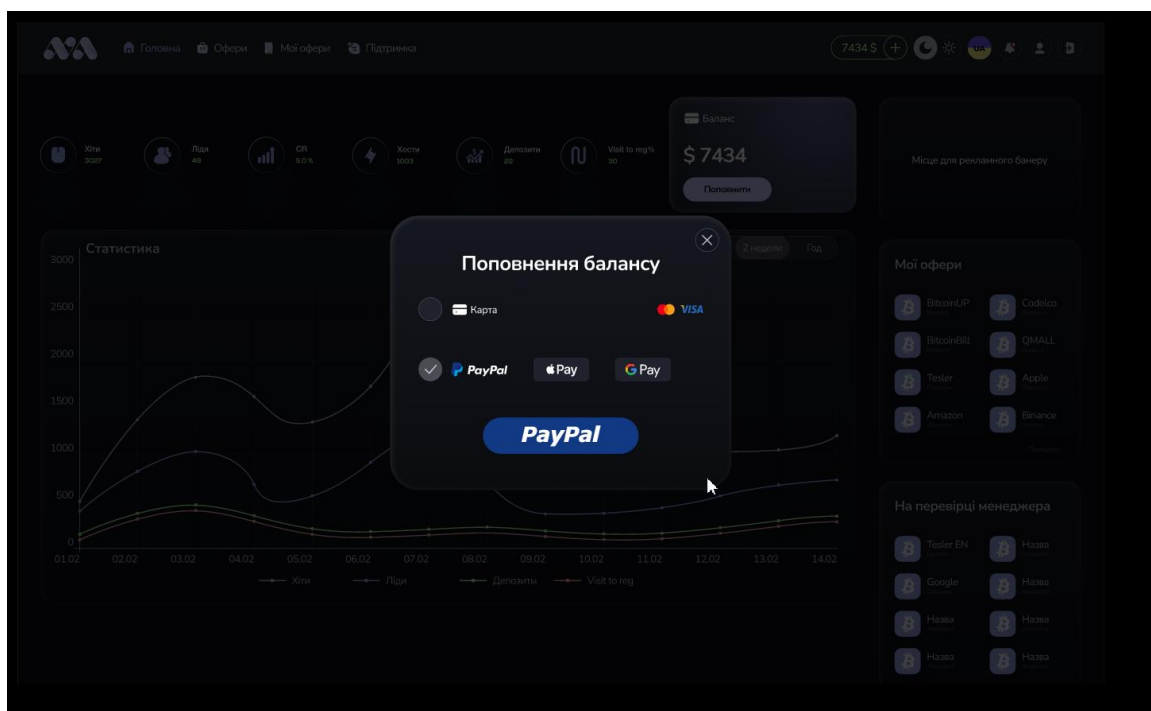 Головна Офери Мої офери Підтримка 7434 $ UA
Баланс
$ 7434
Поповнити
Хіти
3027
Ліди
48
CR
Хости
1003
Депозити
Visit to reg%
Місце для рекламного банеру
Статистика
2 недели Год
Поповнення балансу
Карта VISA
PayPal Pay G Pay
PayPal
3000
2500
2000
1500
1000
500
0
01.02 02.02 03.02 04.02 05.02 06.02 07.02 08.02 09.02 10.02 11.02 12.02 13.02 14.02
Хіти Ліди Депозиты Visit to reg
Мої офери
BitcoinUP Codelco
BitcoinBill QMALL
Tesler Apple
Amazon Binance
На перевірці менеджера
Tesler EN Назва
Google Назва
Назва Назва
Назва Назва